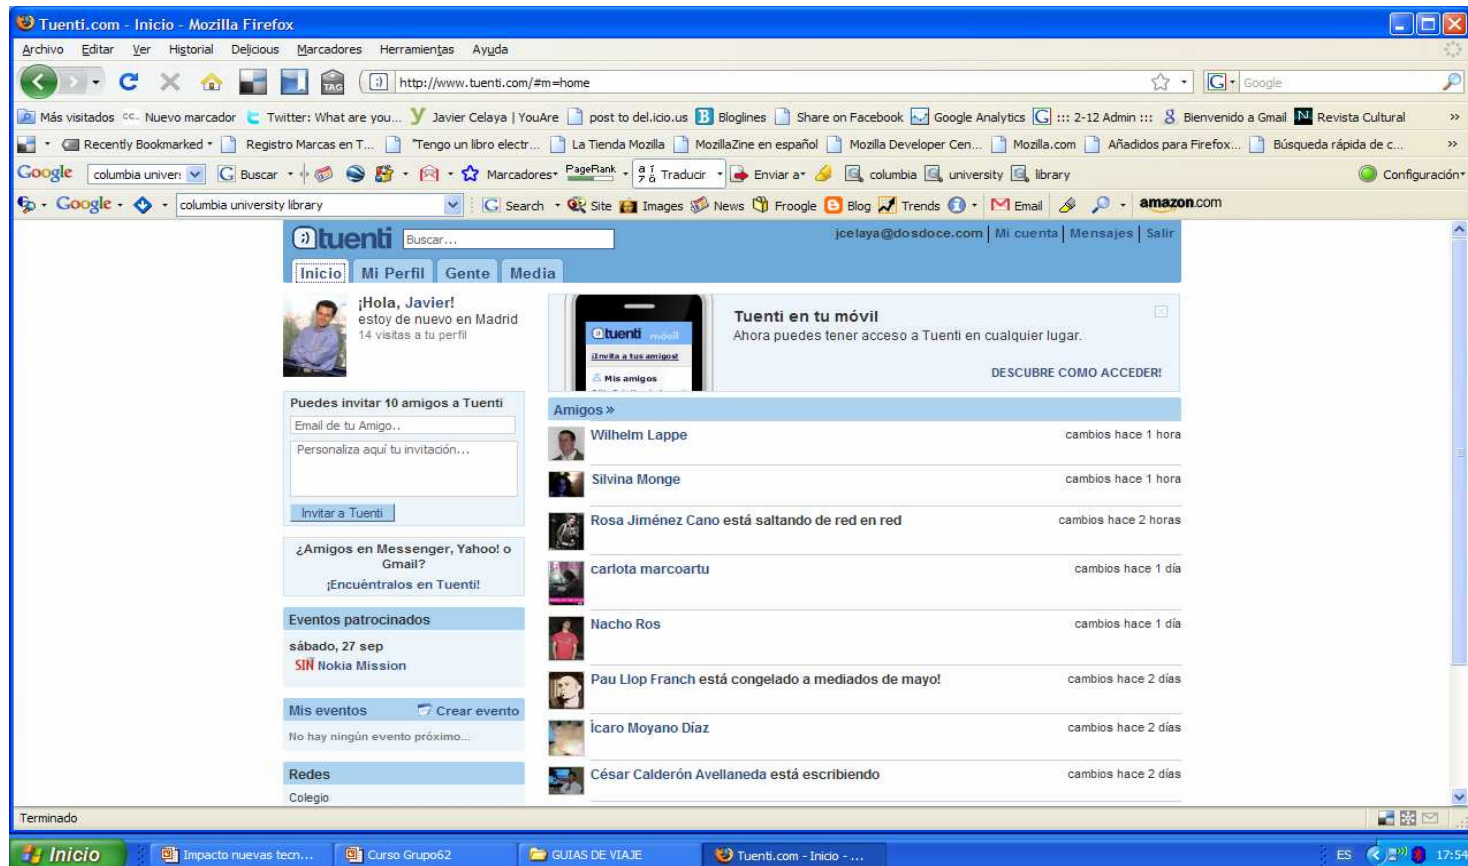 Tuenti.com - Inicio - Mozilla Firefox
Archivo Editar Ver Historial Delicious Marcadores Herramientas Ayuda
TAG http://www.tuenti.com/#m=home G Google
Más visitados cc. Nuevo marcador Twitter: What are you... Javier Celaya | YouAre post to del.icio.us Bloglines Share on Facebook Google Analytics ::: 2-12 Admin ::: Bienvenido a Gmail Revista Cultural »
Recently Bookmarked Registro Marcas en T... "Tengo un libro electr... La Tienda Mozilla MozillaZine en español Mozilla Developer Cen... Mozilla.com Añadidos para Firefox... Búsqueda rápida de c... »
Google columbia univer: Buscar Marcadores PageRank Traducir Enviar a columbia university library Configuración
Google columbia university library Search Site Images News Froogle Blog Trends Email amazon.com
tuenti Buscar... jcelaya@dosdoce.com | Mi cuenta | Mensajes | Salir
Inicio Mi Perfil Gente Media
¡Hola, Javier!
estoy de nuevo en Madrid
14 visitas a tu perfil
tuenti móvil
¡Invita a tus amigos!
Mis amigos
Tuenti en tu móvil
Ahora puedes tener acceso a Tuenti en cualquier lugar.
DESCUBRE COMO ACCEDER!
Puedes invitar 10 amigos a Tuenti
Email de tu Amigo..
Personaliza aquí tu invitación...
Invitar a Tuenti
¿Amigos en Messenger, Yahoo! o
Gmail?
¡Encuéntralos en Tuenti!
Eventos patrocinados
sábado, 27 sep
SIN Nokia Mission
Mis eventos Crear evento
No hay ningún evento próximo...
Redes
Colegio
Amigos »
Wilhelm Lappe cambios hace 1 hora
Silvina Monge cambios hace 1 hora
Rosa Jiménez Cano está saltando de red en red cambios hace 2 horas
carlota marcoartu cambios hace 1 día
Nacho Ros cambios hace 1 día
Pau Llop Franch está congelado a mediados de mayo! cambios hace 2 días
Ícaro Moyano Díaz cambios hace 2 días
César Calderón Avellaneda está escribiendo cambios hace 2 días
Terminado
Inicio Impacto nuevas tecn... Curso Grupo62 GUIAS DE VIAJE Tuenti.com - Inicio - ... ES 17:54